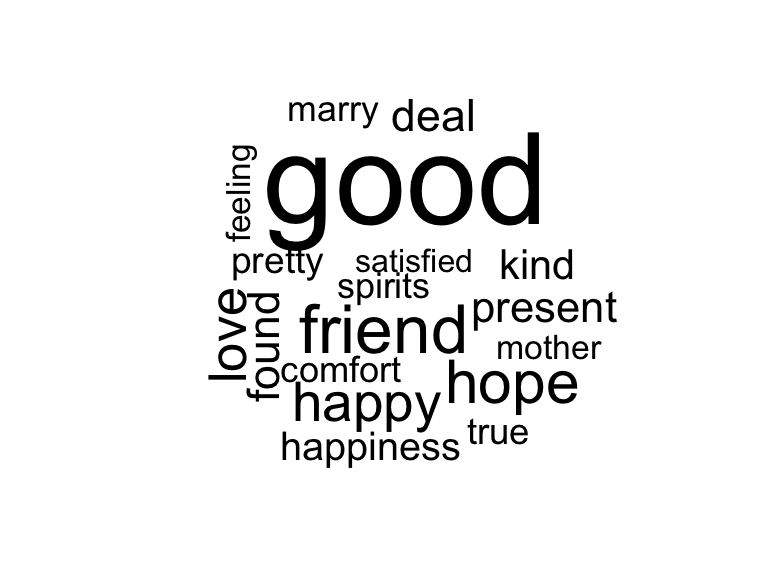 marry deal
feeling
good
pretty satisfied kind
spirits
love found friend present
mother
comfort hope
happy
happiness true